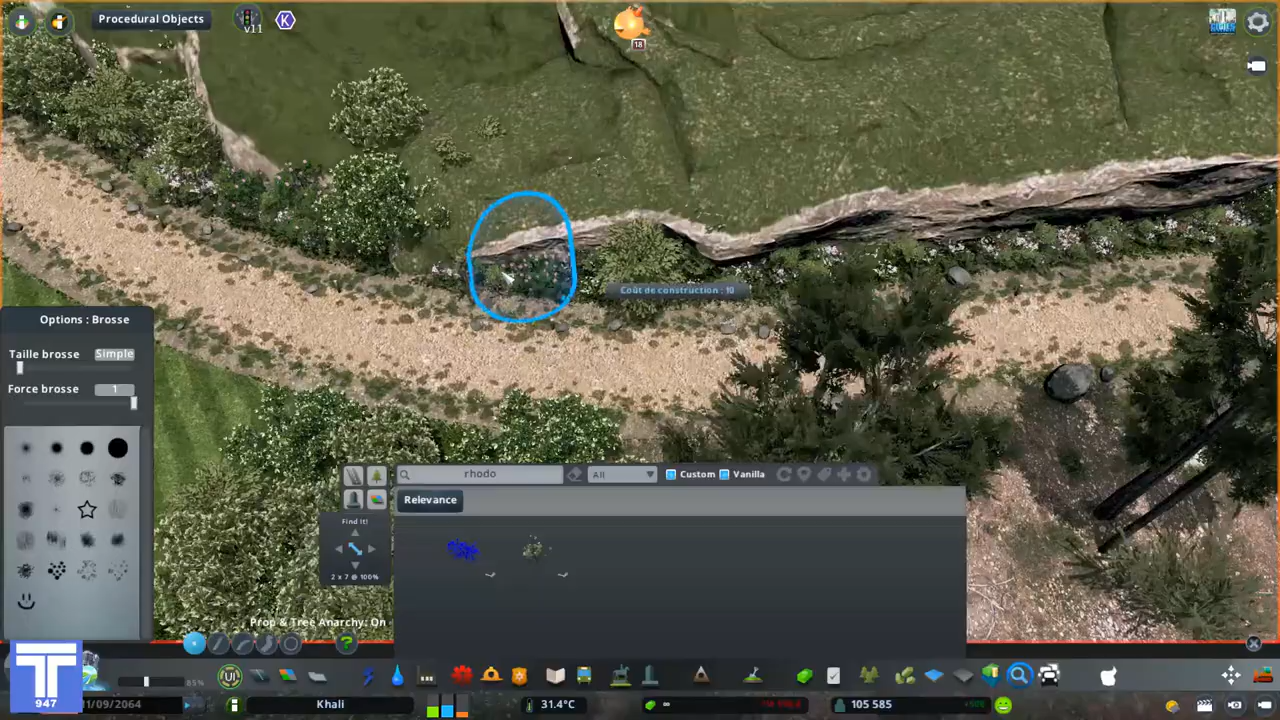 Procedural Objects
V11
K
18
Coût de construction : 10
Options : Brosse
Taille brosse Simple
Force brosse 1
rhodo
All
Custom Vanilla
Relevance
Find It!
2 x 7 @ 100%
Prop & Tree Anarchy: On
?
UI
85%
T
947
1/09/2064
Khali
31.4°C
∞
105 585